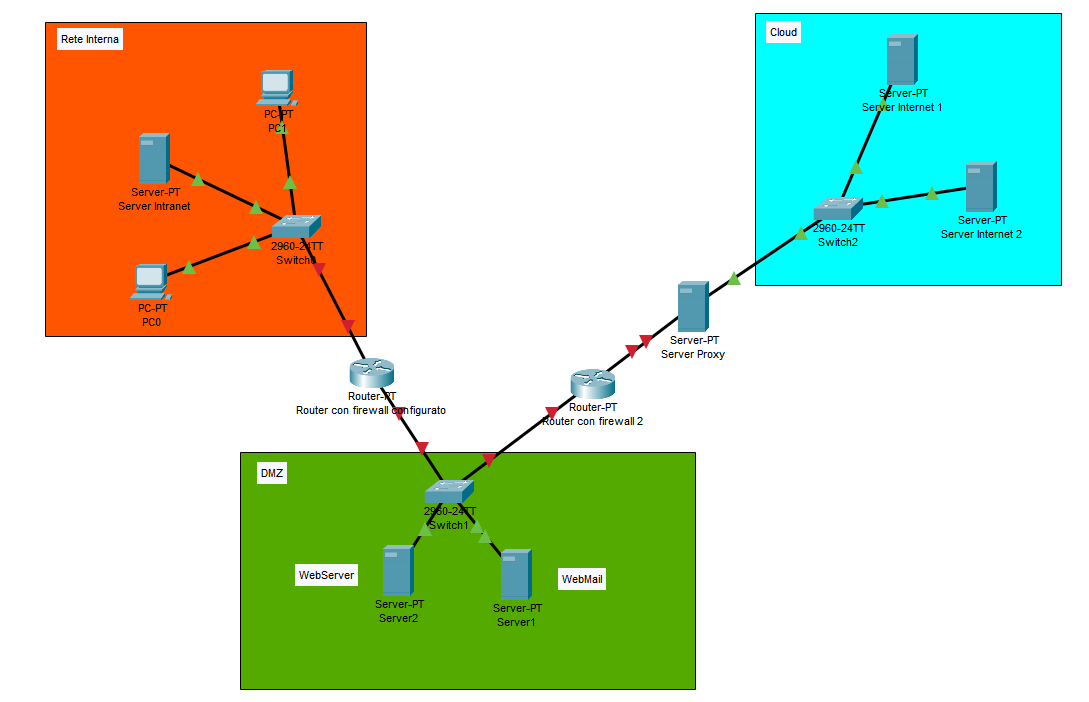 Rete Interna
PC-PT
PC1
Server-PT
Server Intranet
2960-24TT
Switch0
PC-PT
PC0
Router-PT
Router con firewall configurato
Cloud
Server-PT
Server Internet 1
Server-PT
Server Internet 2
2960-24TT
Switch2
Server-PT
Server Proxy
Router-PT
Router con firewall 2
DMZ
2960-24TT
Switch1
WebServer
Server-PT
Server2
WebMail
Server-PT
Server1